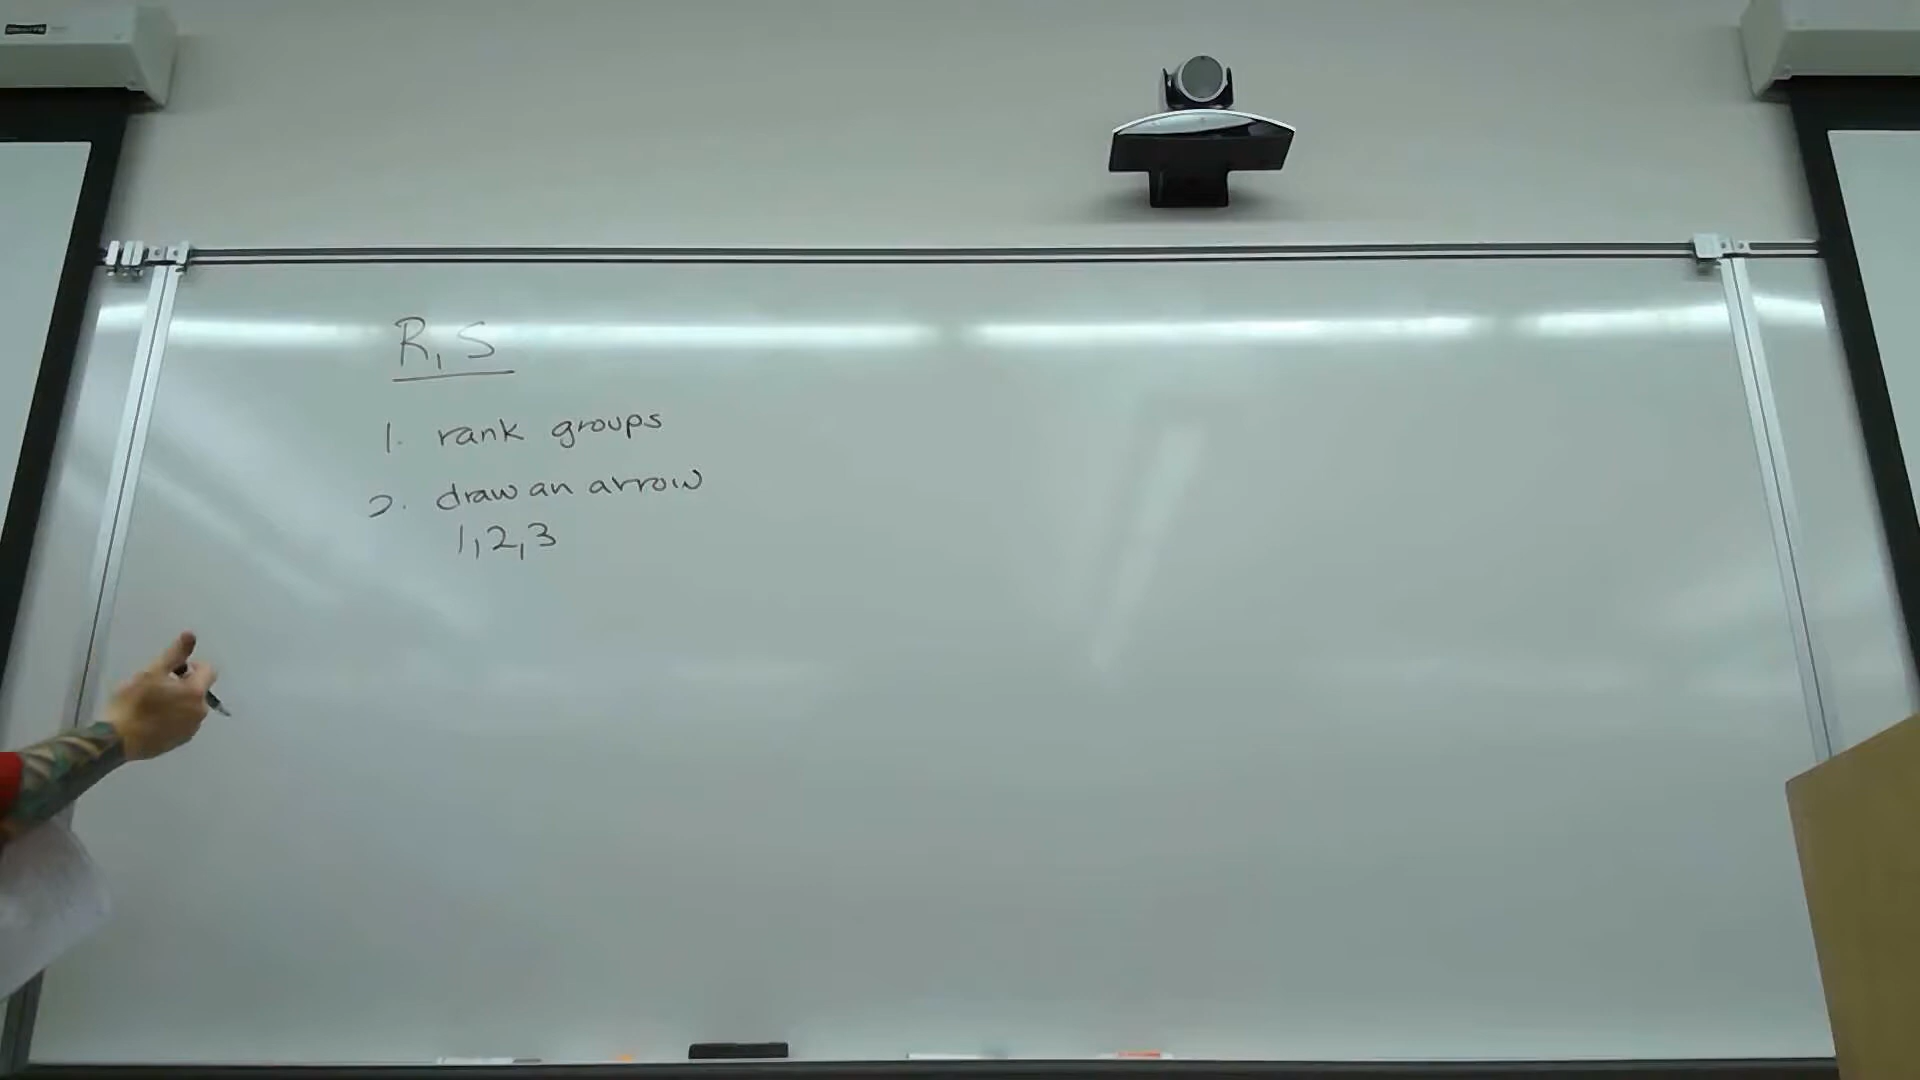 R, S
1. rank groups
2. draw an arrow
1, 2, 3